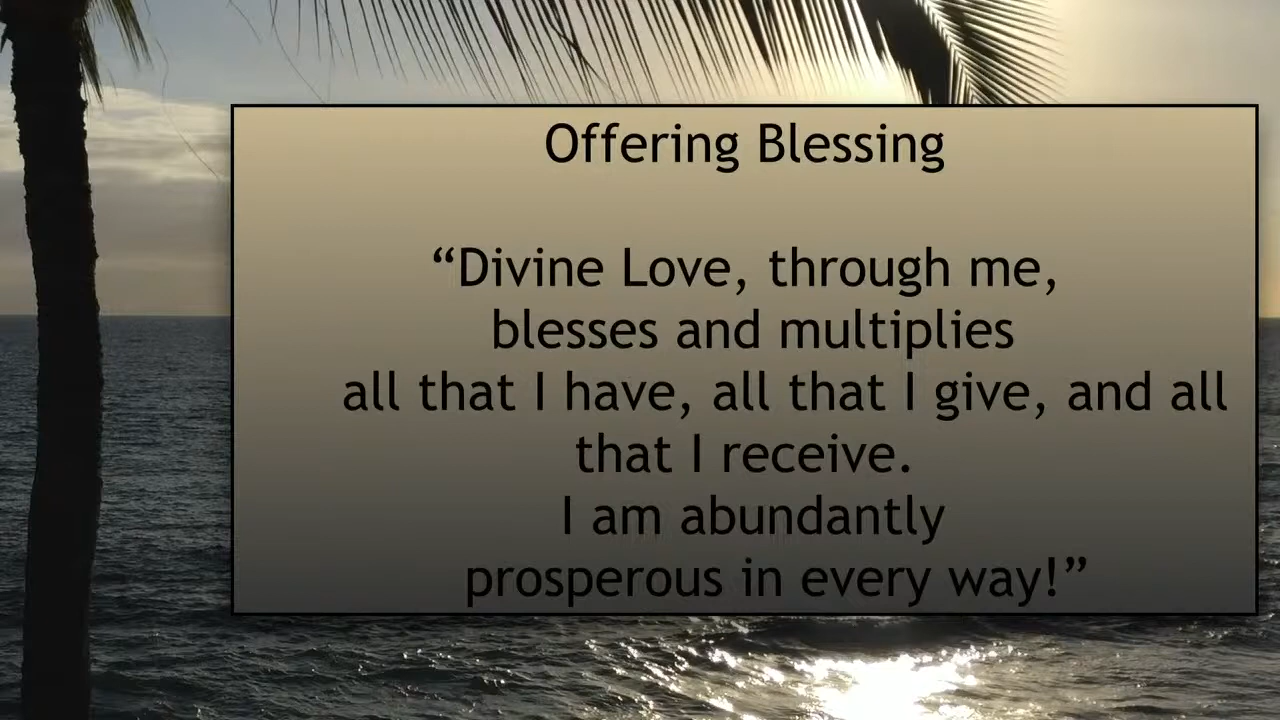 Offering Blessing
“Divine Love, through me,
blesses and multiplies
all that I have, all that I give, and all
that I receive.
I am abundantly
prosperous in every way!”